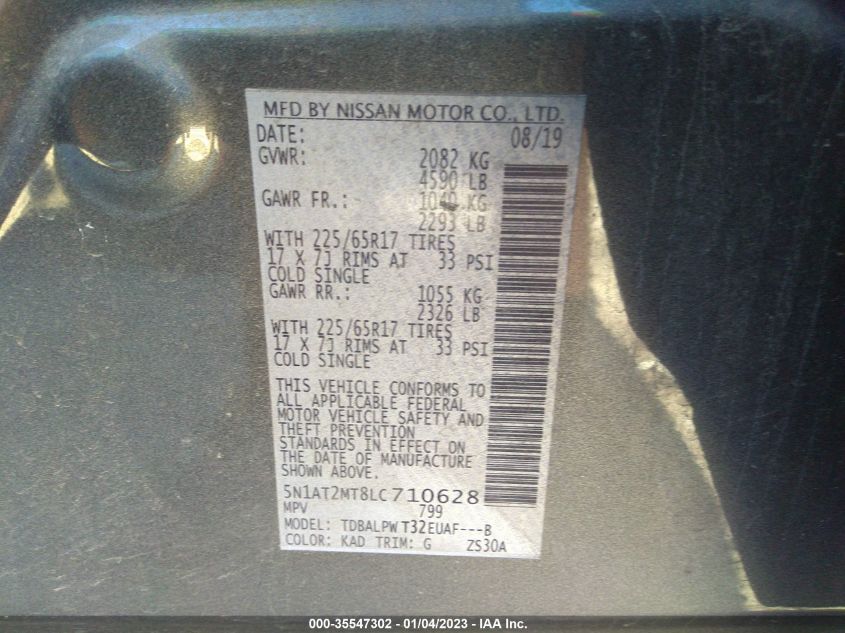 MFD BY NISSAN MOTOR CO., LTD.
DATE: 08/19
GVWR: 2082 KG
4590 LB
GAWR FR.: 1040 KG
2293 LB
WITH 225/65R17 TIRES
17 X 7J RIMS AT 33 PSI
COLD SINGLE
GAWR RR.: 1055 KG
2326 LB
WITH 225/65R17 TIRES
17 X 7J RIMS AT 33 PSI
COLD SINGLE
THIS VEHICLE CONFORMS TO
ALL APPLICABLE FEDERAL
MOTOR VEHICLE SAFETY AND
THEFT PREVENTION
STANDARDS IN EFFECT ON
THE DATE OF MANUFACTURE
SHOWN ABOVE.
5N1AT2MT8LC710628
MPV 799
MODEL: TDBALPWT32EUAF---B
COLOR: KAD TRIM: G ZS30A
000-35547302 - 01/04/2023 - IAA Inc.